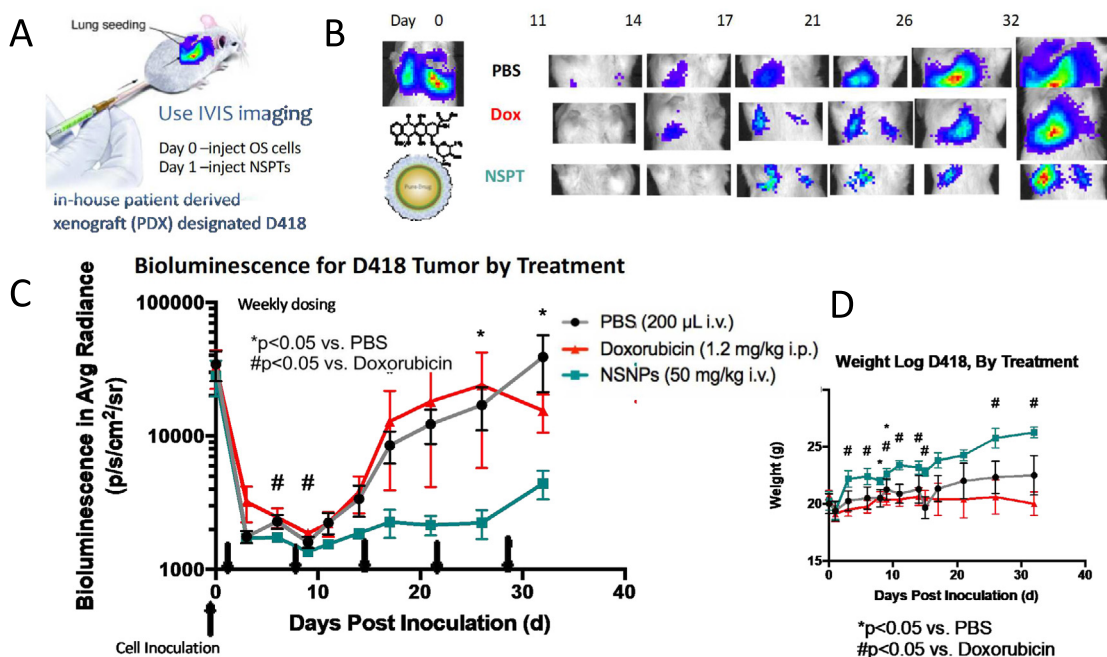 A
Lung seeding
Use IVIS imaging
Day 0 –inject OS cells
Day 1 –inject NSPTs
in-house patient derived
xenograft (PDX) designated D418
B
Day 0 11 14 17 21 26 32
PBS
Dox
NSPT
Pure-Drug
C
Bioluminescence for D418 Tumor by Treatment
Bioluminescence in Avg Radiance
(p/s/cm²/sr)
100000
10000
1000
Weekly dosing
*p<0.05 vs. PBS
#p<0.05 vs. Doxorubicin
# #
* *
PBS (200 µL i.v.)
Doxorubicin (1.2 mg/kg i.p.)
NSNPs (50 mg/kg i.v.)
0 10 20 30 40
Days Post Inoculation (d)
Cell Inoculation
D
Weight Log D418, By Treatment
Weight (g)
25
20
15
# # * * # # # # # #
0 10 20 30 40
Days Post Inoculation (d)
*p<0.05 vs. PBS
#p<0.05 vs. Doxorubicin